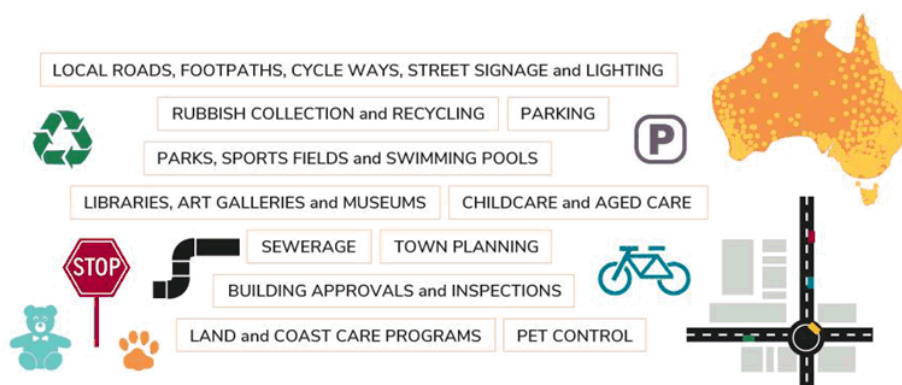 LOCAL ROADS, FOOTPATHS, CYCLE WAYS, STREET SIGNAGE and LIGHTING
RUBBISH COLLECTION and RECYCLING
PARKING
P
PARKS, SPORTS FIELDS and SWIMMING POOLS
LIBRARIES, ART GALLERIES and MUSEUMS
CHILDCARE and AGED CARE
SEWERAGE
TOWN PLANNING
STOP
BUILDING APPROVALS and INSPECTIONS
LAND and COAST CARE PROGRAMS
PET CONTROL